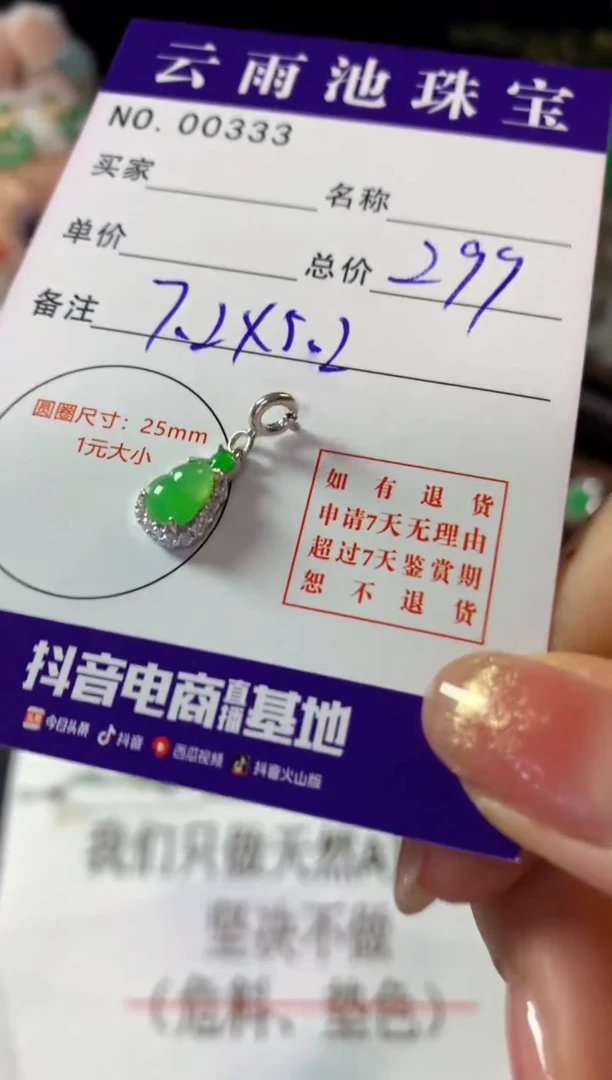 云雨池珠宝
NO. 00333
买家
名称
单价
总价 299
备注 7.2X5.2
圆圈尺寸：25mm
1元大小
如有退货
申请7天无理由
超过7天鉴赏期
恕不退货
抖音电商直播基地
今日头条 抖音 西瓜视频 抖音火山版
我们只做天然A
坚决不做
（危料、垫色）